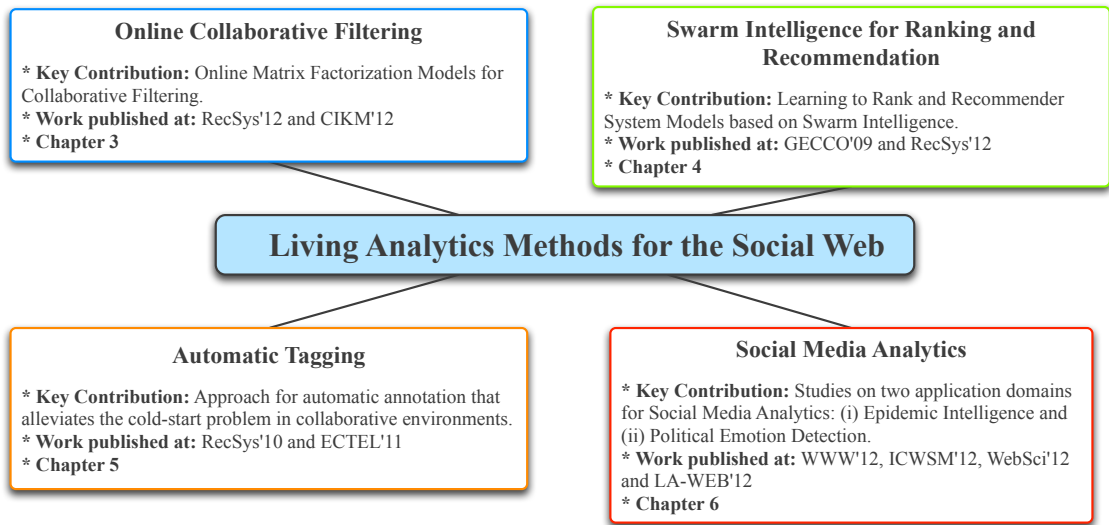 Online Collaborative Filtering
* Key Contribution: Online Matrix Factorization Models for
Collaborative Filtering.
* Work published at: RecSys'12 and CIKM'12
* Chapter 3
Swarm Intelligence for Ranking and
Recommendation
* Key Contribution: Learning to Rank and Recommender
System Models based on Swarm Intelligence.
* Work published at: GECCO'09 and RecSys'12
* Chapter 4
Living Analytics Methods for the Social Web
Automatic Tagging
* Key Contribution: Approach for automatic annotation that
alleviates the cold-start problem in collaborative environments.
* Work published at: RecSys'10 and ECTEL'11
* Chapter 5
Social Media Analytics
* Key Contribution: Studies on two application domains
for Social Media Analytics: (i) Epidemic Intelligence and
(ii) Political Emotion Detection.
* Work published at: WWW'12, ICWSM'12, WebSci'12
and LA-WEB'12
* Chapter 6